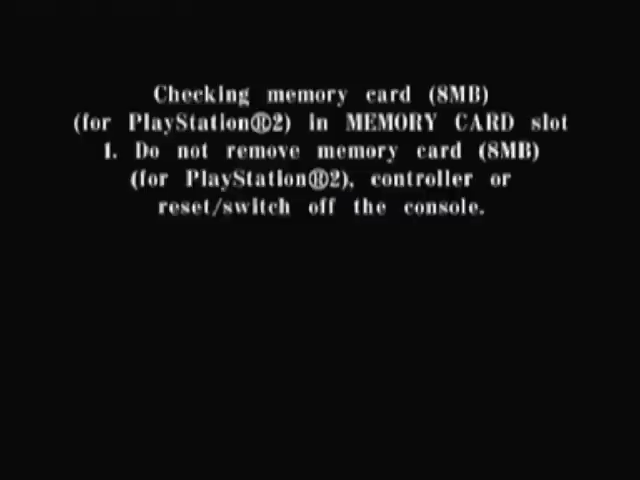 Checking memory card (8MB)
(for PlayStation®2) in MEMORY CARD slot
1. Do not remove memory card (8MB)
(for PlayStation®2), controller or
reset/switch off the console.